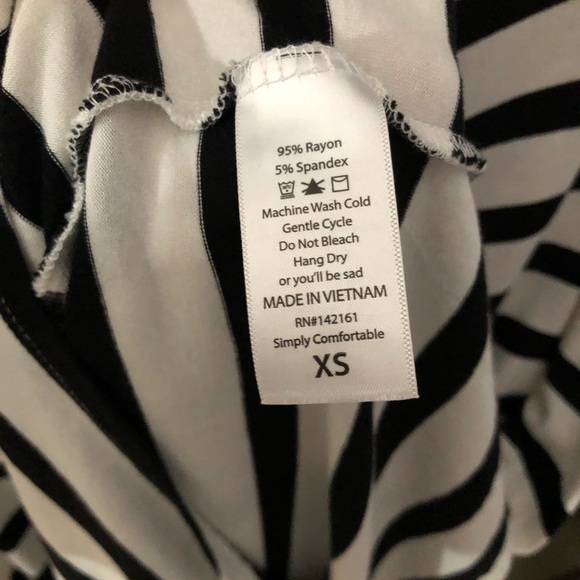 95% Rayon
5% Spandex
Machine Wash Cold
Gentle Cycle
Do Not Bleach
Hang Dry
or you'll be sad
MADE IN VIETNAM
RN#142161
Simply Comfortable
XS